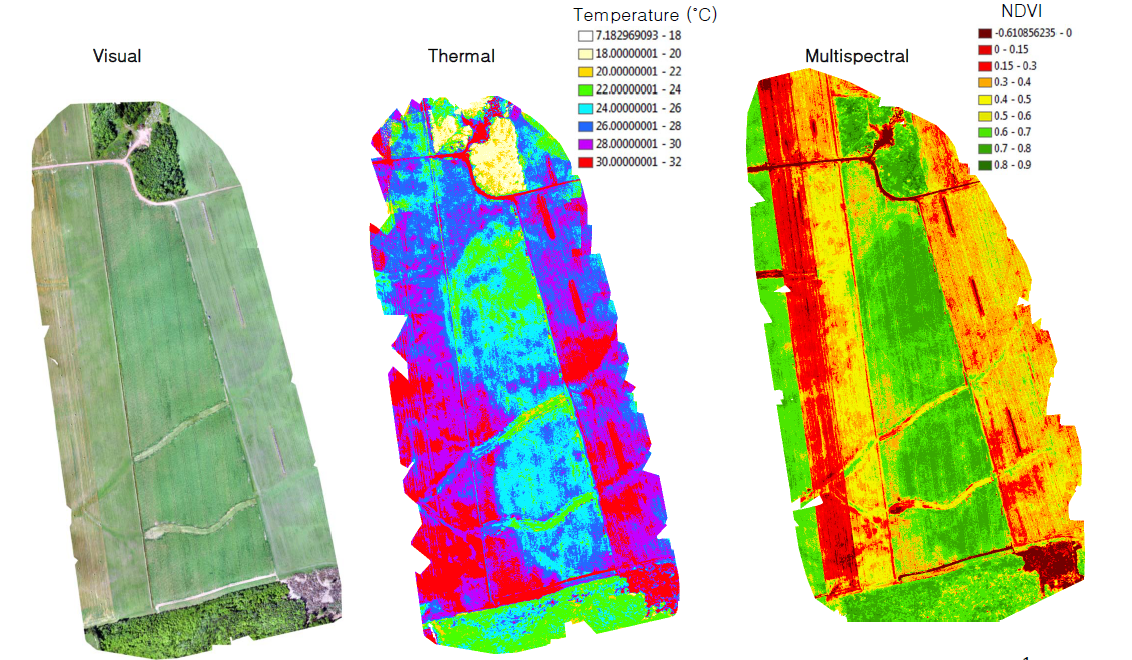 Visual
Thermal
Temperature (˚C)
7.182969093 - 18
18.00000001 - 20
20.00000001 - 22
22.00000001 - 24
24.00000001 - 26
26.00000001 - 28
28.00000001 - 30
30.00000001 - 32
Multispectral
NDVI
-0.610856235 - 0
0 - 0.15
0.15 - 0.3
0.3 - 0.4
0.4 - 0.5
0.5 - 0.6
0.6 - 0.7
0.7 - 0.8
0.8 - 0.9